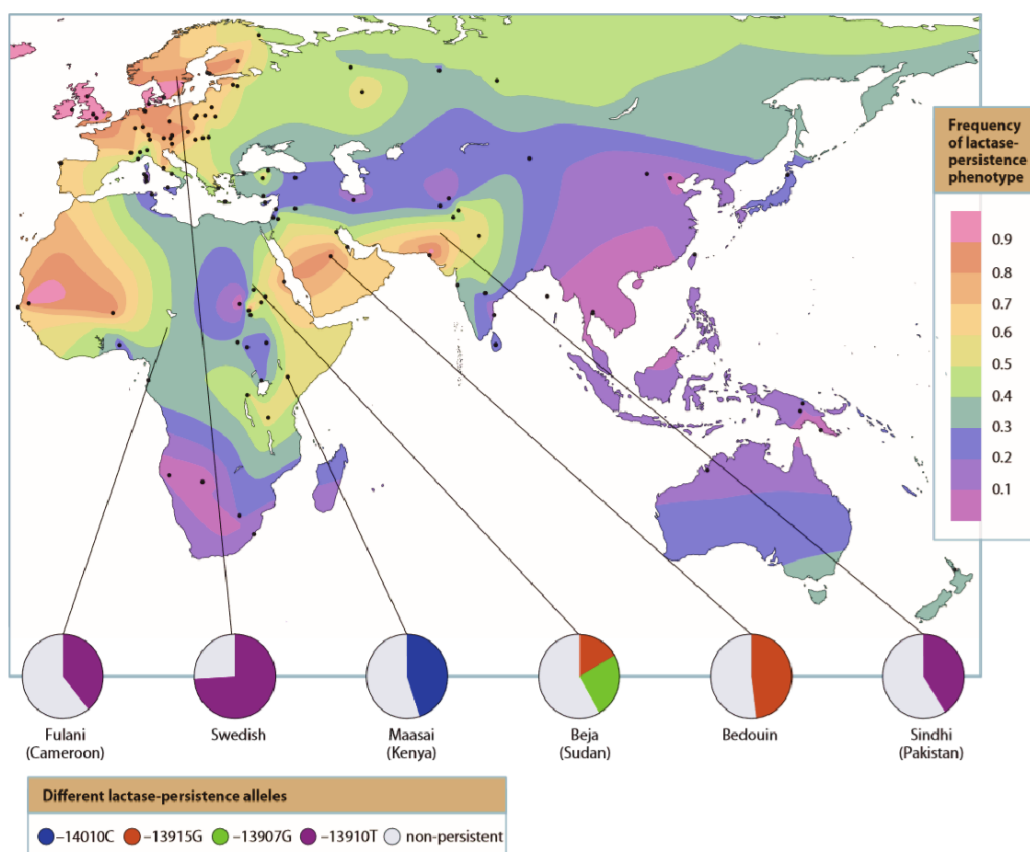 Frequency
of lactase-
persistence
phenotype
0.9
0.8
0.7
0.6
0.5
0.4
0.3
0.2
0.1
Fulani
(Cameroon)
Swedish
Maasai
(Kenya)
Beja
(Sudan)
Bedouin
Sindhi
(Pakistan)
Different lactase-persistence alleles
–14010C –13915G –13907G –13910T non-persistent